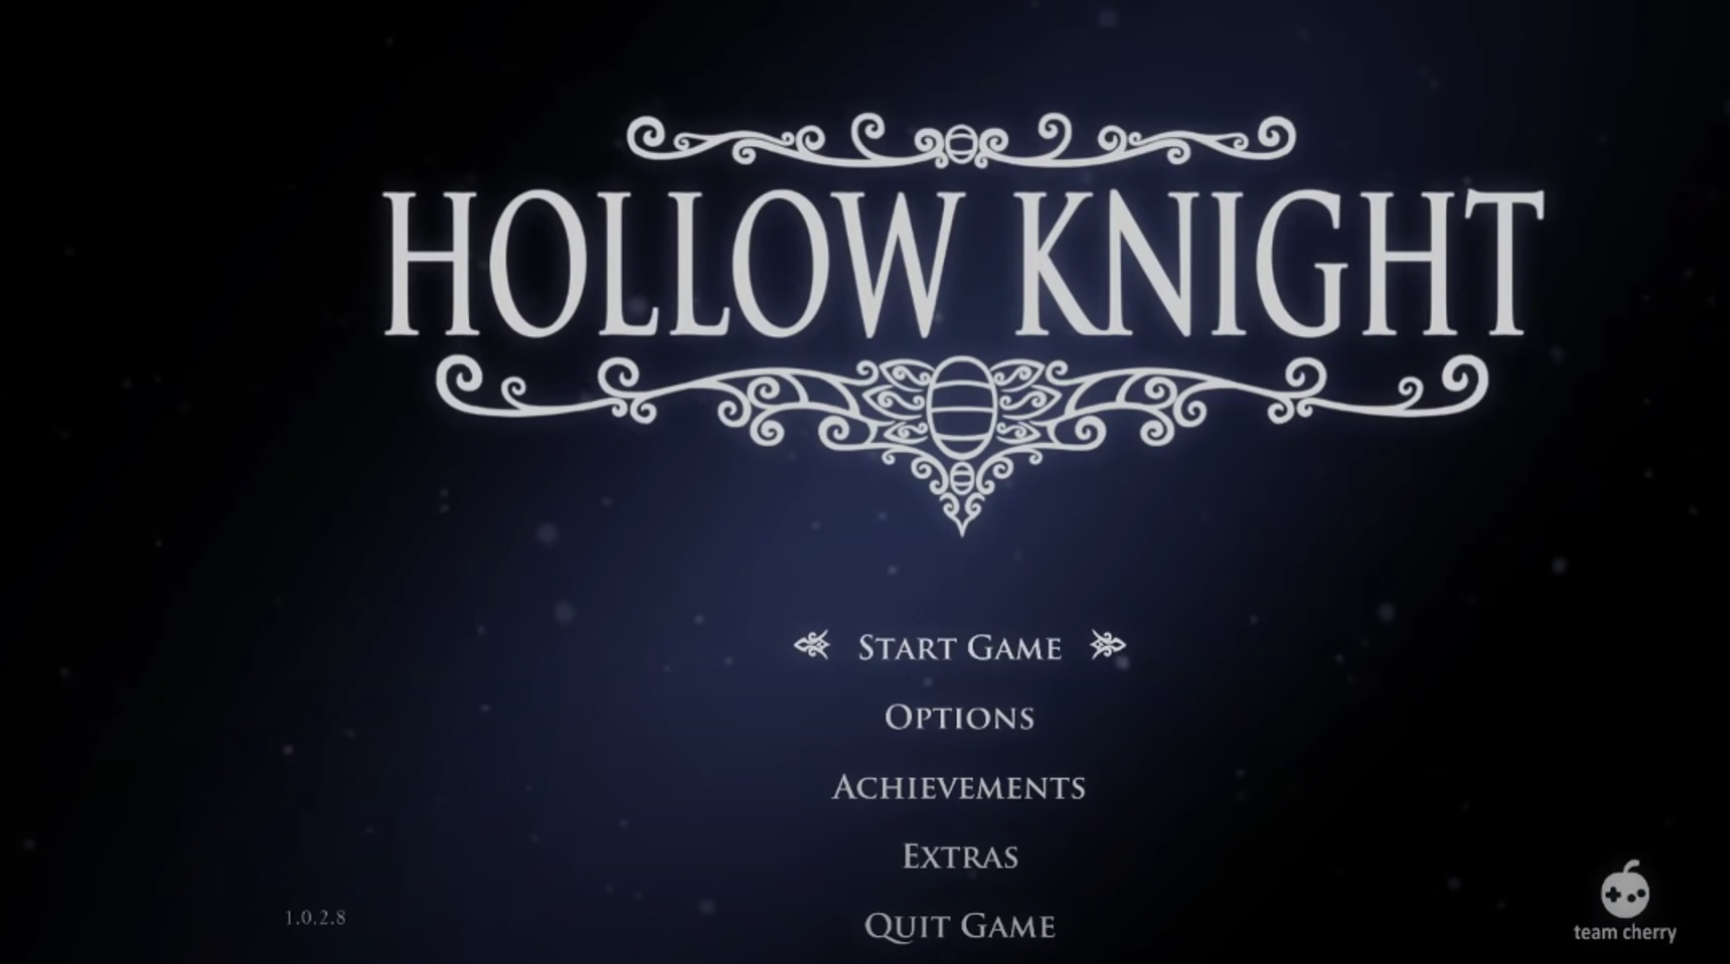 HOLLOW KNIGHT
START GAME
OPTIONS
ACHIEVEMENTS
EXTRAS
QUIT GAME
1.0.2.8
team cherry